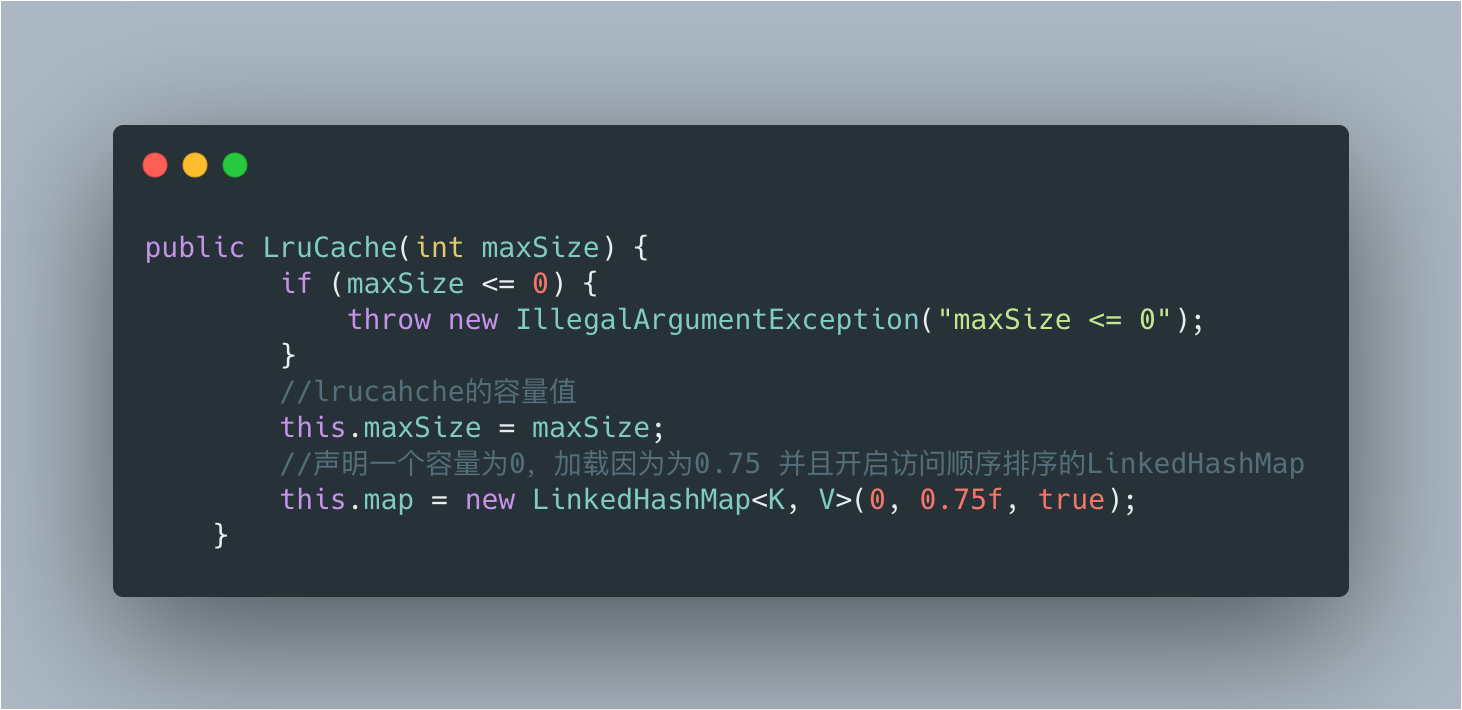 public LruCache(int maxSize) {
        if (maxSize <= 0) {
            throw new IllegalArgumentException("maxSize <= 0");
        }
        //lrucahche的容量值
        this.maxSize = maxSize;
        //声明一个容量为0，加载因为为0.75 并且开启访问顺序排序的LinkedHashMap
        this.map = new LinkedHashMap<K, V>(0, 0.75f, true);
    }